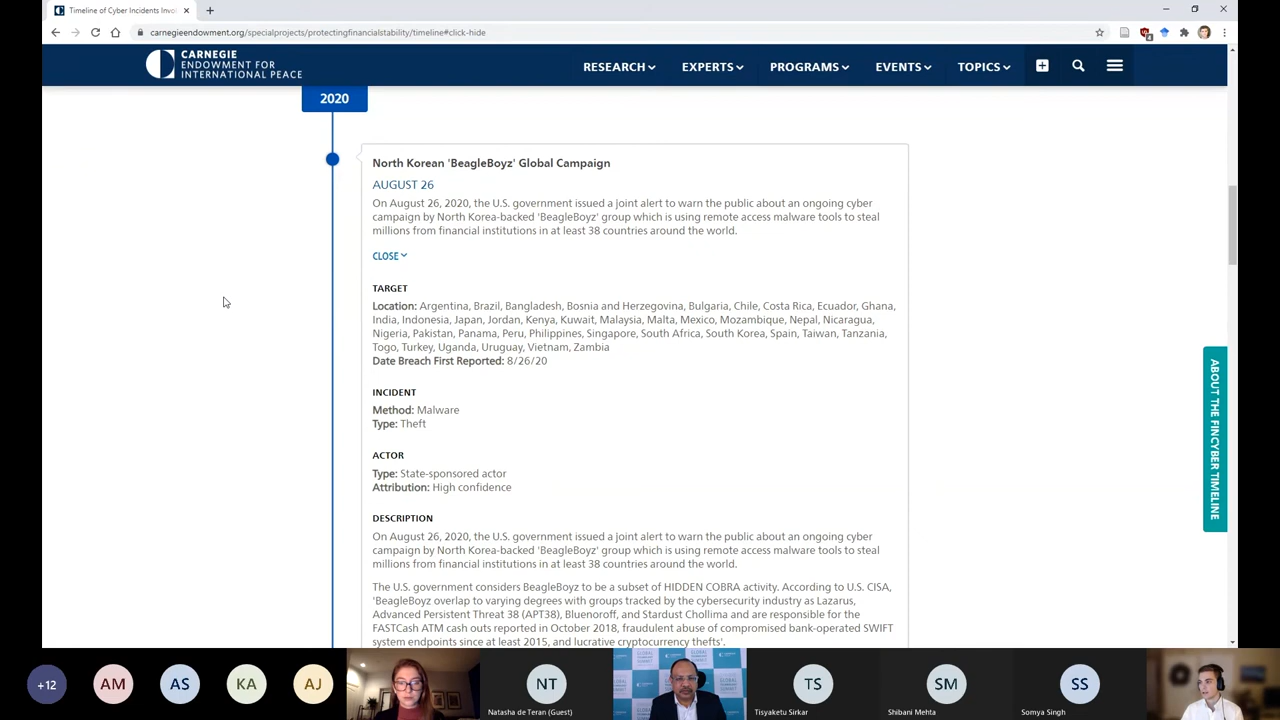 Timeline of Cyber Incidents Invo
carnegieendowment.org/specialprojects/protectingfinancialstability/timeline#click-hide
4
CARNEGIE
ENDOWMENT FOR
INTERNATIONAL PEACE
RESEARCH
EXPERTS
PROGRAMS
EVENTS
TOPICS
2020
North Korean 'BeagleBoyz' Global Campaign
AUGUST 26
On August 26, 2020, the U.S. government issued a joint alert to warn the public about an ongoing cyber
campaign by North Korea-backed 'BeagleBoyz' group which is using remote access malware tools to steal
millions from financial institutions in at least 38 countries around the world.
CLOSE
TARGET
Location: Argentina, Brazil, Bangladesh, Bosnia and Herzegovina, Bulgaria, Chile, Costa Rica, Ecuador, Ghana,
India, Indonesia, Japan, Jordan, Kenya, Kuwait, Malaysia, Malta, Mexico, Mozambique, Nepal, Nicaragua,
Nigeria, Pakistan, Panama, Peru, Philippines, Singapore, South Africa, South Korea, Spain, Taiwan, Tanzania,
Togo, Turkey, Uganda, Uruguay, Vietnam, Zambia
Date Breach First Reported: 8/26/20
INCIDENT
Method: Malware
Type: Theft
ACTOR
Type: State-sponsored actor
Attribution: High confidence
DESCRIPTION
On August 26, 2020, the U.S. government issued a joint alert to warn the public about an ongoing cyber
campaign by North Korea-backed 'BeagleBoyz' group which is using remote access malware tools to steal
millions from financial institutions in at least 38 countries around the world.
The U.S. government considers BeagleBoyz to be a subset of HIDDEN COBRA activity. According to U.S. CISA,
'BeagleBoyz overlap to varying degrees with groups tracked by the cybersecurity industry as Lazarus,
Advanced Persistent Threat 38 (APT38), Bluenoroff, and Stardust Chollima and are responsible for the
FASTCash ATM cash outs reported in October 2018, fraudulent abuse of compromised bank-operated SWIFT
system endpoints since at least 2015, and lucrative cryptocurrency thefts'.
ABOUT THE FINCYBER TIMELINE
+12
AM
AS
KA
AJ
NT
Natasha de Teran (Guest)
TS
Tisyaketu Sirkar
SM
Shibani Mehta
SS
Somya Singh